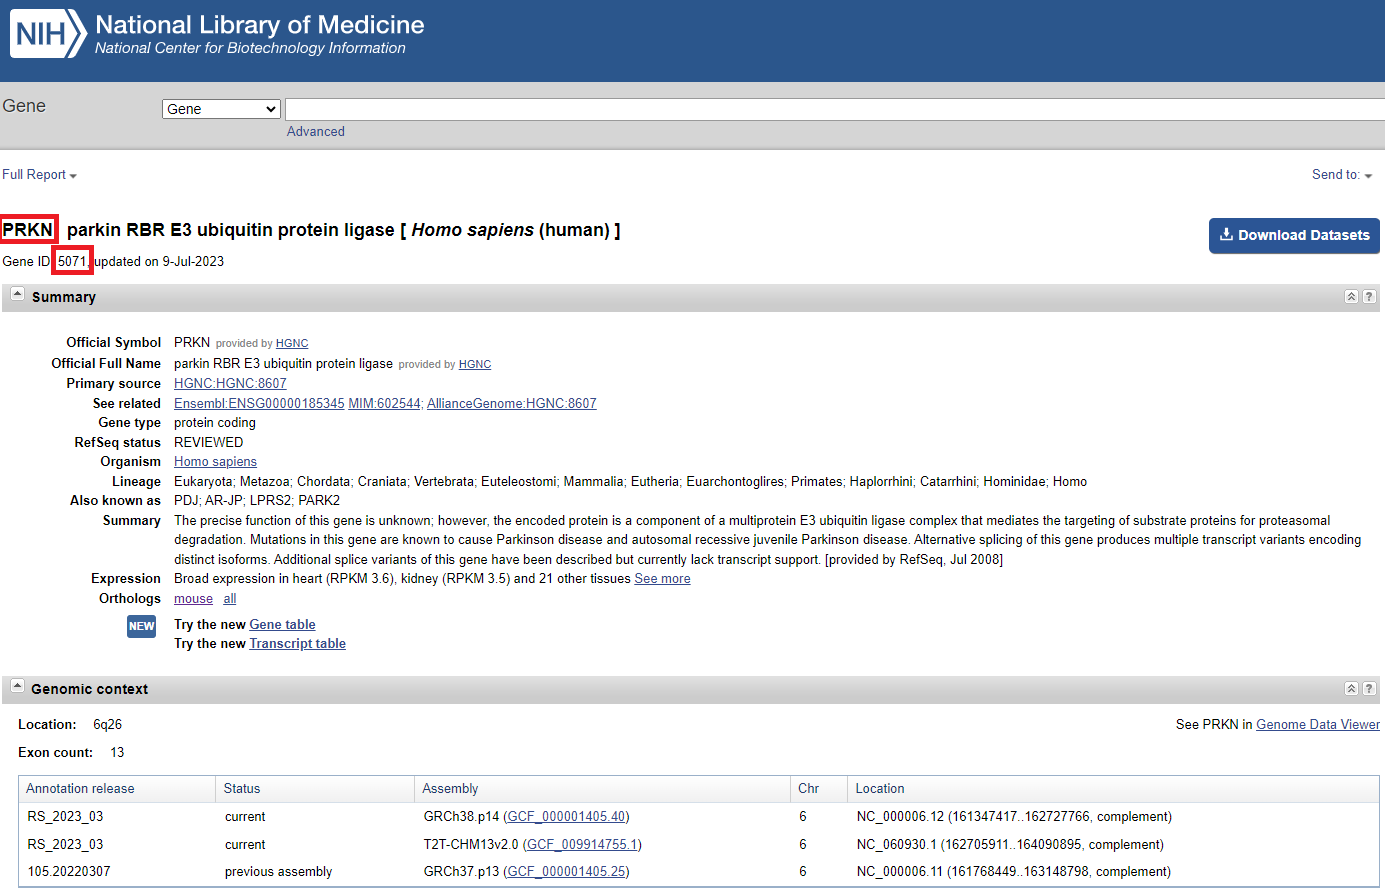 NIH National Library of Medicine
National Center for Biotechnology Information
Gene
Gene
Advanced
Full Report
Send to:
PRKN parkin RBR E3 ubiquitin protein ligase [ Homo sapiens (human) ]
Download Datasets
Gene ID 5071, updated on 9-Jul-2023
Summary
?
Official Symbol PRKN provided by HGNC
Official Full Name parkin RBR E3 ubiquitin protein ligase provided by HGNC
Primary source HGNC:HGNC:8607
See related Ensembl:ENSG00000185345 MIM:602544; AllianceGenome:HGNC:8607
Gene type protein coding
RefSeq status REVIEWED
Organism Homo sapiens
Lineage Eukaryota; Metazoa; Chordata; Craniata; Vertebrata; Euteleostomi; Mammalia; Eutheria; Euarchontoglires; Primates; Haplorrhini; Catarrhini; Hominidae; Homo
Also known as PDJ; AR-JP; LPRS2; PARK2
Summary The precise function of this gene is unknown; however, the encoded protein is a component of a multiprotein E3 ubiquitin ligase complex that mediates the targeting of substrate proteins for proteasomal
degradation. Mutations in this gene are known to cause Parkinson disease and autosomal recessive juvenile Parkinson disease. Alternative splicing of this gene produces multiple transcript variants encoding
distinct isoforms. Additional splice variants of this gene have been described but currently lack transcript support. [provided by RefSeq, Jul 2008]
Expression Broad expression in heart (RPKM 3.6), kidney (RPKM 3.5) and 21 other tissues See more
Orthologs mouse all
NEW Try the new Gene table
Try the new Transcript table
Genomic context
?
Location: 6q26
See PRKN in Genome Data Viewer
Exon count: 13
Annotation release Status Assembly Chr Location
RS_2023_03 current GRCh38.p14 (GCF_000001405.40) 6 NC_000006.12 (161347417..162727766, complement)
RS_2023_03 current T2T-CHM13v2.0 (GCF_009914755.1) 6 NC_060930.1 (162705911..164090895, complement)
105.20220307 previous assembly GRCh37.p13 (GCF_000001405.25) 6 NC_000006.11 (161768449..163148798, complement)